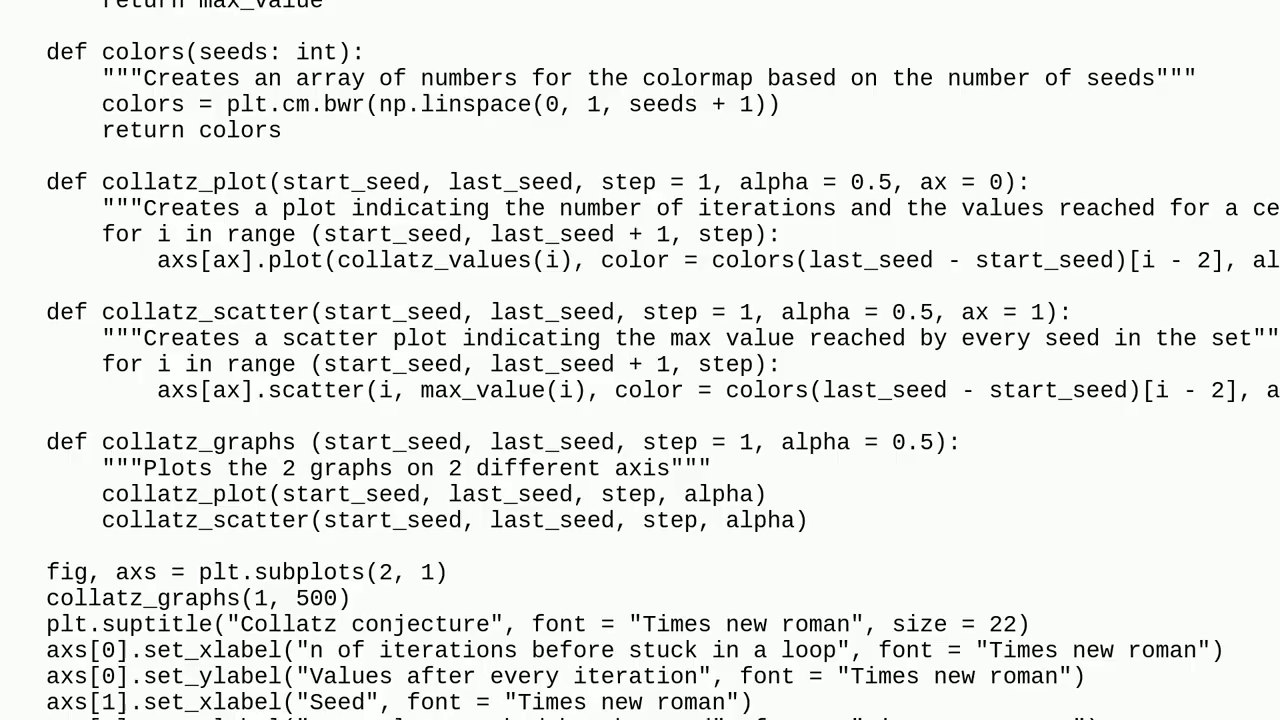 return max_value
def colors(seeds: int):
"""Creates an array of numbers for the colormap based on the number of seeds"""
colors = plt.cm.bwr(np.linspace(0, 1, seeds + 1))
return colors
def collatz_plot(start_seed, last_seed, step = 1, alpha = 0.5, ax = 0):
"""Creates a plot indicating the number of iterations and the values reached for a ce
for i in range (start_seed, last_seed + 1, step):
axs[ax].plot(collatz_values(i), color = colors(last_seed - start_seed)[i - 2], al
def collatz_scatter(start_seed, last_seed, step = 1, alpha = 0.5, ax = 1):
"""Creates a scatter plot indicating the max value reached by every seed in the set""
for i in range (start_seed, last_seed + 1, step):
axs[ax].scatter(i, max_value(i), color = colors(last_seed - start_seed)[i - 2], a
def collatz_graphs (start_seed, last_seed, step = 1, alpha = 0.5):
"""Plots the 2 graphs on 2 different axis"""
collatz_plot(start_seed, last_seed, step, alpha)
collatz_scatter(start_seed, last_seed, step, alpha)
fig, axs = plt.subplots(2, 1)
collatz_graphs(1, 500)
plt.suptitle("Collatz conjecture", font = "Times new roman", size = 22)
axs[0].set_xlabel("n of iterations before stuck in a loop", font = "Times new roman")
axs[0].set_ylabel("Values after every iteration", font = "Times new roman")
axs[1].set_xlabel("Seed", font = "Times new roman")